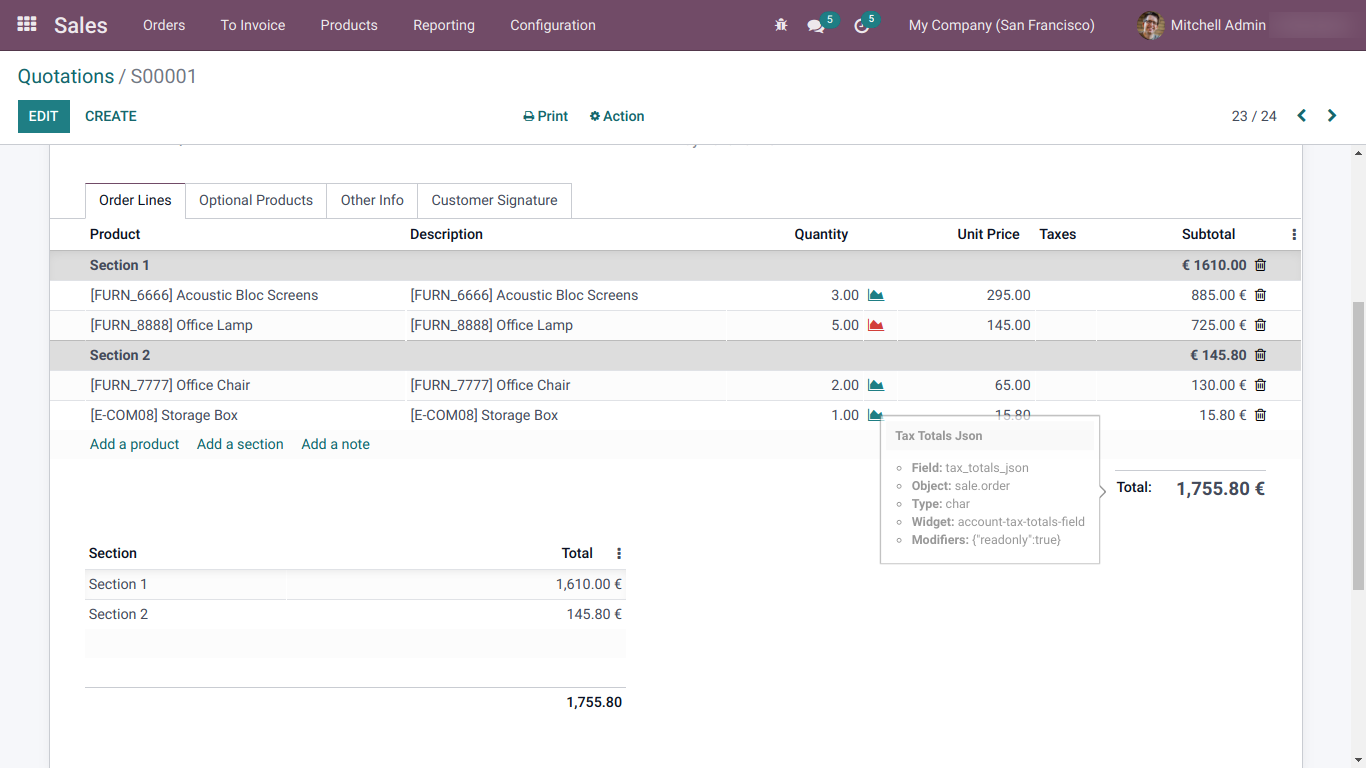 Sales Orders To Invoice Products Reporting Configuration 5 5 My Company (San Francisco) Mitchell Admin
Quotations / S00001
EDIT CREATE Print Action 23 / 24
Order Lines Optional Products Other Info Customer Signature
Product Description Quantity Unit Price Taxes Subtotal
Section 1 € 1610.00
[FURN_6666] Acoustic Bloc Screens [FURN_6666] Acoustic Bloc Screens 3.00 295.00 885.00 €
[FURN_8888] Office Lamp [FURN_8888] Office Lamp 5.00 145.00 725.00 €
Section 2 € 145.80
[FURN_7777] Office Chair [FURN_7777] Office Chair 2.00 65.00 130.00 €
[E-COM08] Storage Box [E-COM08] Storage Box 1.00 15.80 15.80 €
Add a product Add a section Add a note
Tax Totals Json
Field: tax_totals_json
Object: sale.order
Type: char
Widget: account-tax-totals-field
Modifiers: {"readonly":true}
Total: 1,755.80 €
Section Total
Section 1 1,610.00 €
Section 2 145.80 €
1,755.80